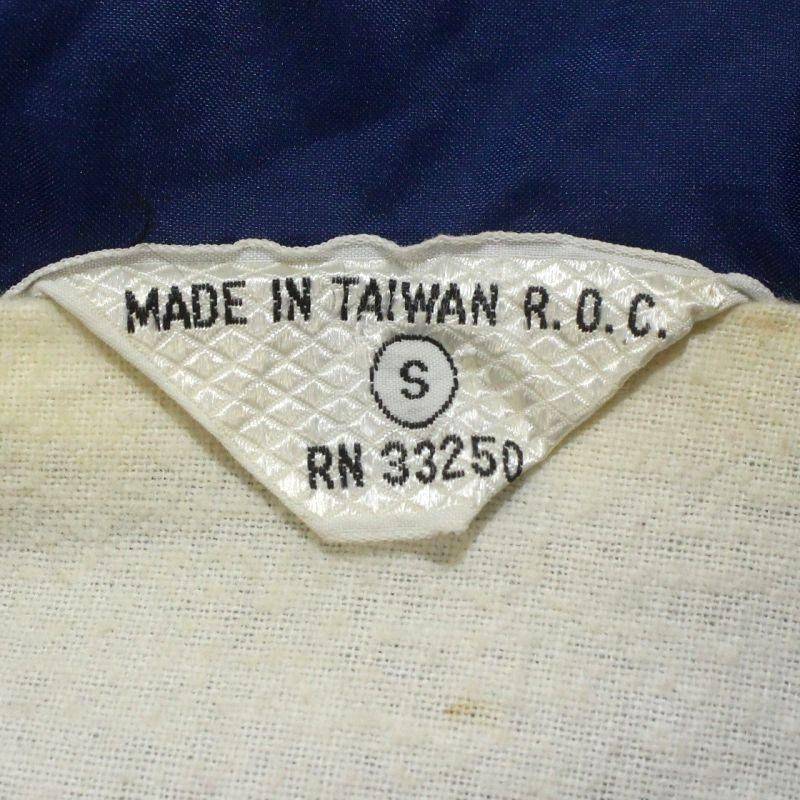 MADE IN TAIWAN R.O.C.
S
RN 33250